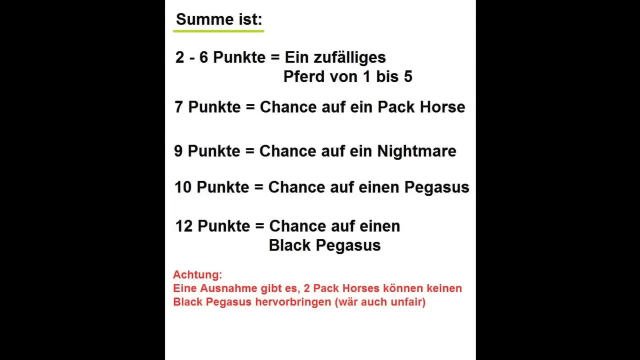 Summe ist:
2 - 6 Punkte = Ein zufälliges
Pferd von 1 bis 5
7 Punkte = Chance auf ein Pack Horse
9 Punkte = Chance auf ein Nightmare
10 Punkte = Chance auf einen Pegasus
12 Punkte = Chance auf einen
Black Pegasus
Achtung:
Eine Ausnahme gibt es, 2 Pack Horses können keinen
Black Pegasus hervorbringen (wär auch unfair)